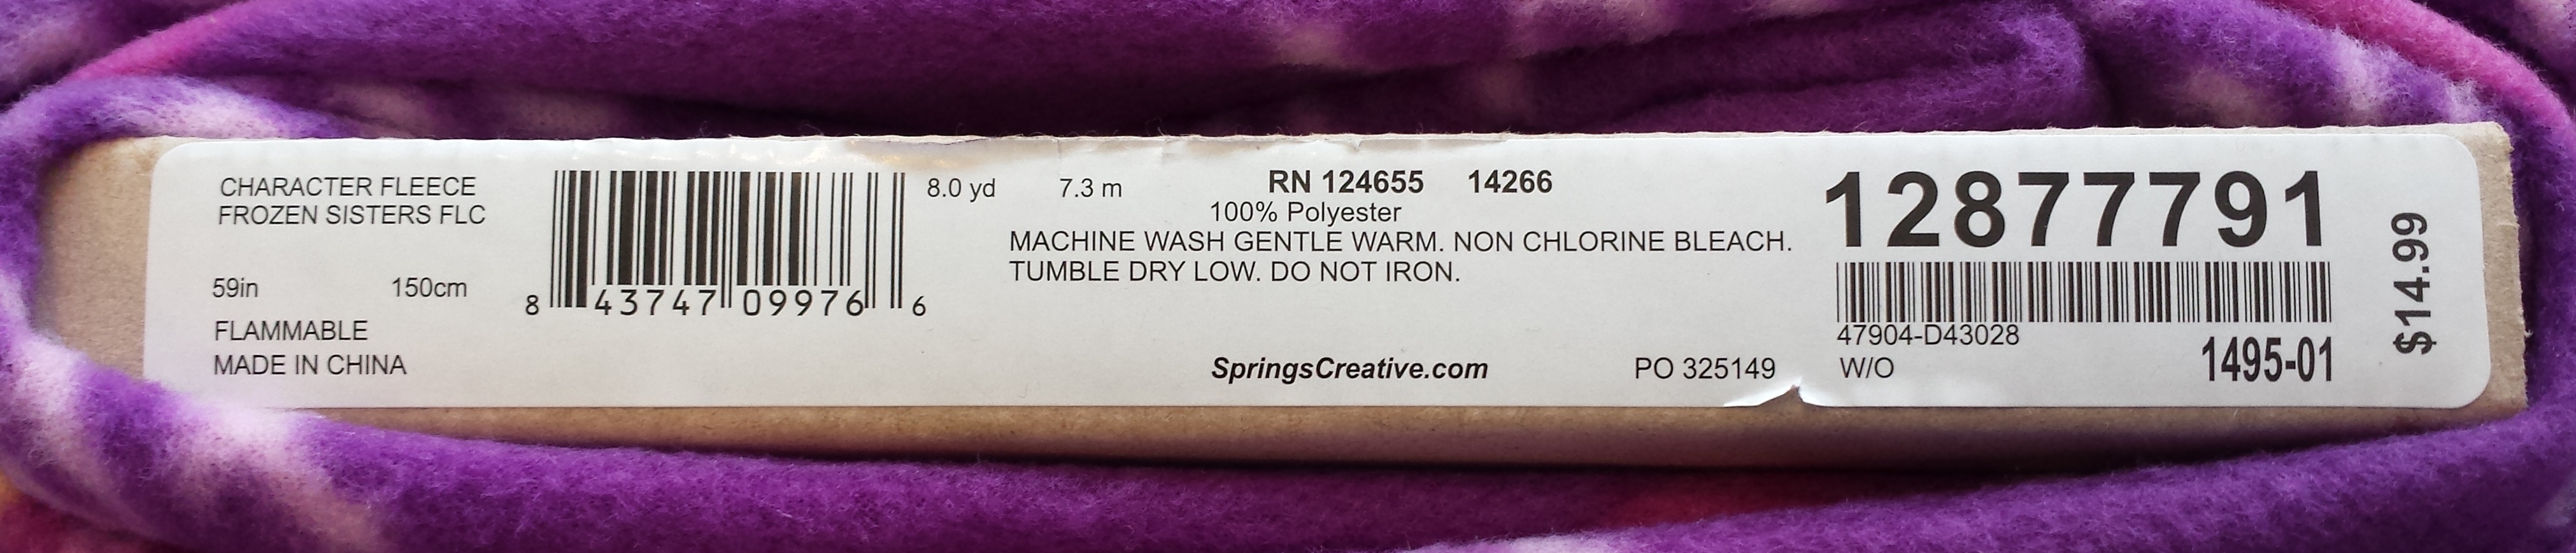 CHARACTER FLEECE
FROZEN SISTERS FLC
59in 150cm
FLAMMABLE
MADE IN CHINA
8 43747 09976 6
8.0 yd 7.3 m
RN 124655 14266
100% Polyester
MACHINE WASH GENTLE WARM. NON CHLORINE BLEACH.
TUMBLE DRY LOW. DO NOT IRON.
SpringsCreative.com
PO 325149
12877791
47904-D43028
W/O 1495-01
$14.99